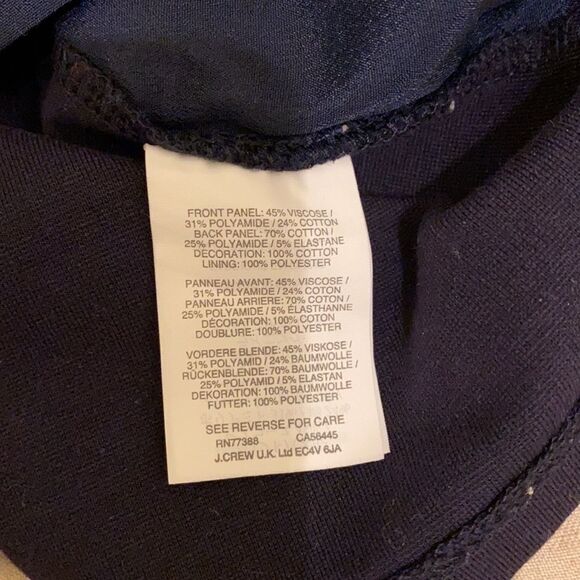 FRONT PANEL: 45% VISCOSE /
31% POLYAMIDE / 24% COTTON
BACK PANEL: 70% COTTON /
25% POLYAMIDE / 5% ELASTANE
DECORATION: 100% COTTON
LINING: 100% POLYESTER
PANNEAU AVANT: 45% VISCOSE /
31% POLYAMIDE / 24% COTON
PANNEAU ARRIERE: 70% COTON /
25% POLYAMIDE / 5% ÉLASTHANNE
DÉCORATION: 100% COTON
DOUBLURE: 100% POLYESTER
VORDERE BLENDE: 45% VISKOSE /
31% POLYAMID / 24% BAUMWOLLE
RÜCKENBLENDE: 70% BAUMWOLLE /
25% POLYAMID / 5% ELASTAN
DEKORATION: 100% BAUMWOLLE
FUTTER: 100% POLYESTER
SEE REVERSE FOR CARE
RN77388 CA56445
J.CREW U.K. Ltd EC4V 6JA